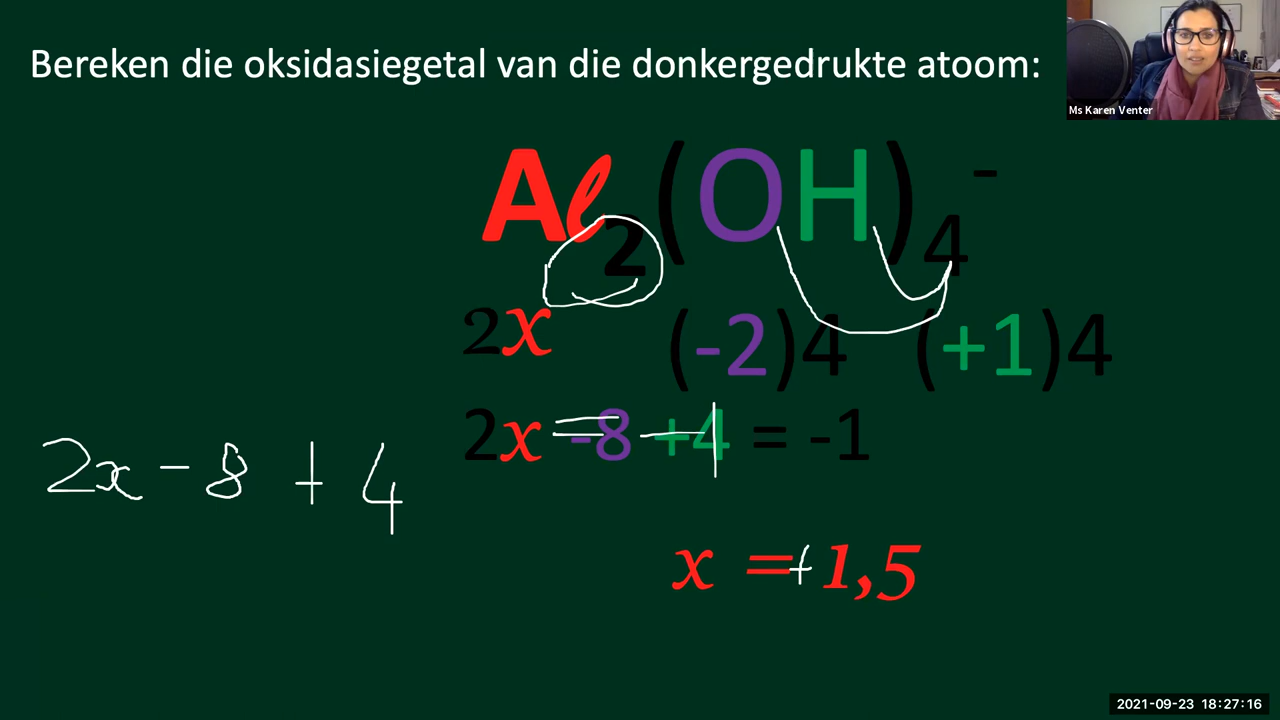 Bereken die oksidasiegetal van die donkergedrukte atoom:
Ms Karen Venter
Aℓ₂(OH)₄⁻
2x (-2)4 (+1)4
2x -8 +4 = -1
= -1
2x - 8 + 4
x = +1,5
2021-09-23 18:27:16